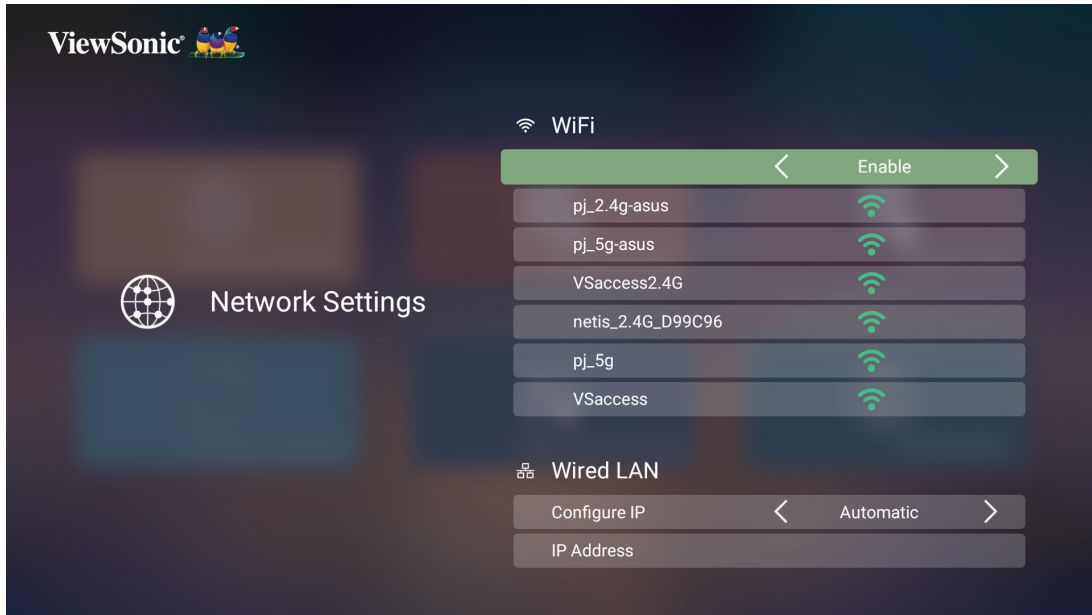 ViewSonic®
WiFi
Enable
pj_2.4g-asus
pj_5g-asus
VSaccess2.4G
Network Settings
netis_2.4G_D99C96
pj_5g
VSaccess
Wired LAN
Configure IP Automatic
IP Address